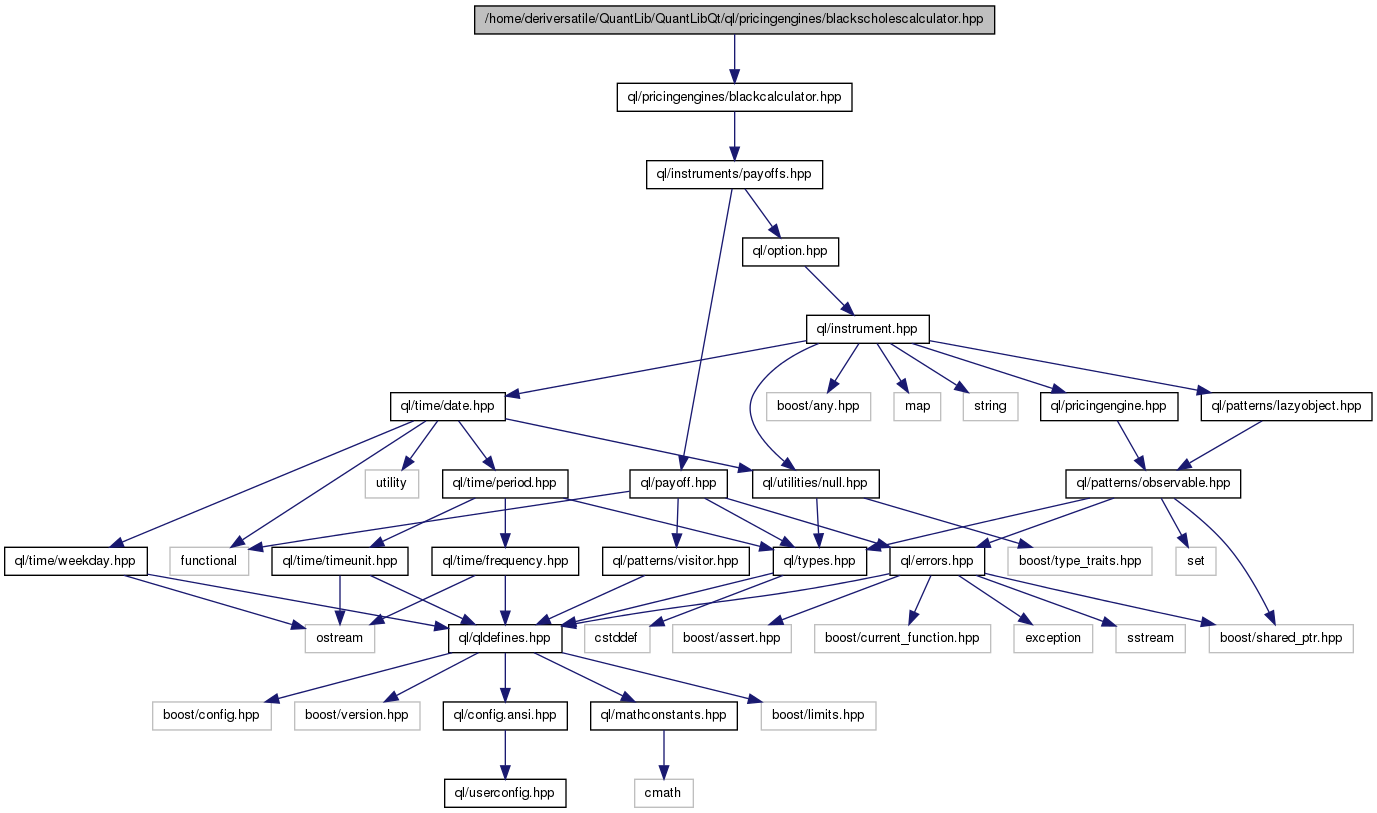 /home/deriversatile/QuantLib/QuantLibQt/ql/pricingengines/blackscholescalculator.hpp
ql/pricingengines/blackcalculator.hpp
ql/instruments/payoffs.hpp
ql/option.hpp
ql/instrument.hpp
ql/time/date.hpp
boost/any.hpp
map
string
ql/pricingengine.hpp
ql/patterns/lazyobject.hpp
utility
ql/time/period.hpp
ql/payoff.hpp
ql/utilities/null.hpp
ql/patterns/observable.hpp
ql/time/weekday.hpp
functional
ql/time/timeunit.hpp
ql/time/frequency.hpp
ql/patterns/visitor.hpp
ql/types.hpp
ql/errors.hpp
boost/type_traits.hpp
set
ostream
ql/qldefines.hpp
cstddef
boost/assert.hpp
boost/current_function.hpp
exception
sstream
boost/shared_ptr.hpp
boost/config.hpp
boost/version.hpp
ql/config.ansi.hpp
ql/mathconstants.hpp
boost/limits.hpp
ql/userconfig.hpp
cmath